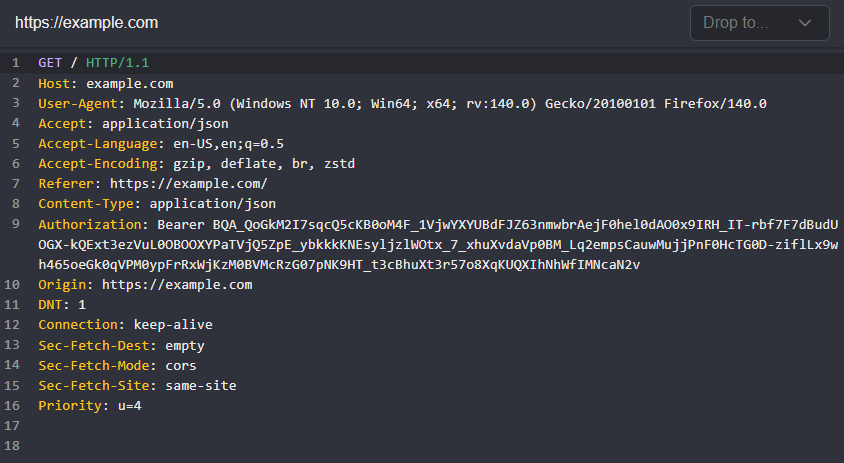 https://example.com
Drop to...
1 GET / HTTP/1.1
2 Host: example.com
3 User-Agent: Mozilla/5.0 (Windows NT 10.0; Win64; x64; rv:140.0) Gecko/20100101 Firefox/140.0
4 Accept: application/json
5 Accept-Language: en-US,en;q=0.5
6 Accept-Encoding: gzip, deflate, br, zstd
7 Referer: https://example.com/
8 Content-Type: application/json
9 Authorization: Bearer BQA_QoGkM2I7sqcQ5cKB0oM4F_1VjwYXYUBdFJZ63nmwbrAejF0hel0dAO0x9IRH_IT-rbf7F7dBudU
OGX-kQExt3ezVuL0OBOOXYPaTVjQ5ZpE_ybkkkKNEsyljzlWOtx_7_xhuXvdaVp0BM_Lq2empsCauwMujjPnF0HcTG0D-ziflLx9w
h465oeGk0qVPM0ypFrRxWjKzM0BVMcRzG07pNK9HT_t3cBhuXt3r57o8XqKUQXIhNhWfIMNcaN2v
10 Origin: https://example.com
11 DNT: 1
12 Connection: keep-alive
13 Sec-Fetch-Dest: empty
14 Sec-Fetch-Mode: cors
15 Sec-Fetch-Site: same-site
16 Priority: u=4
17
18